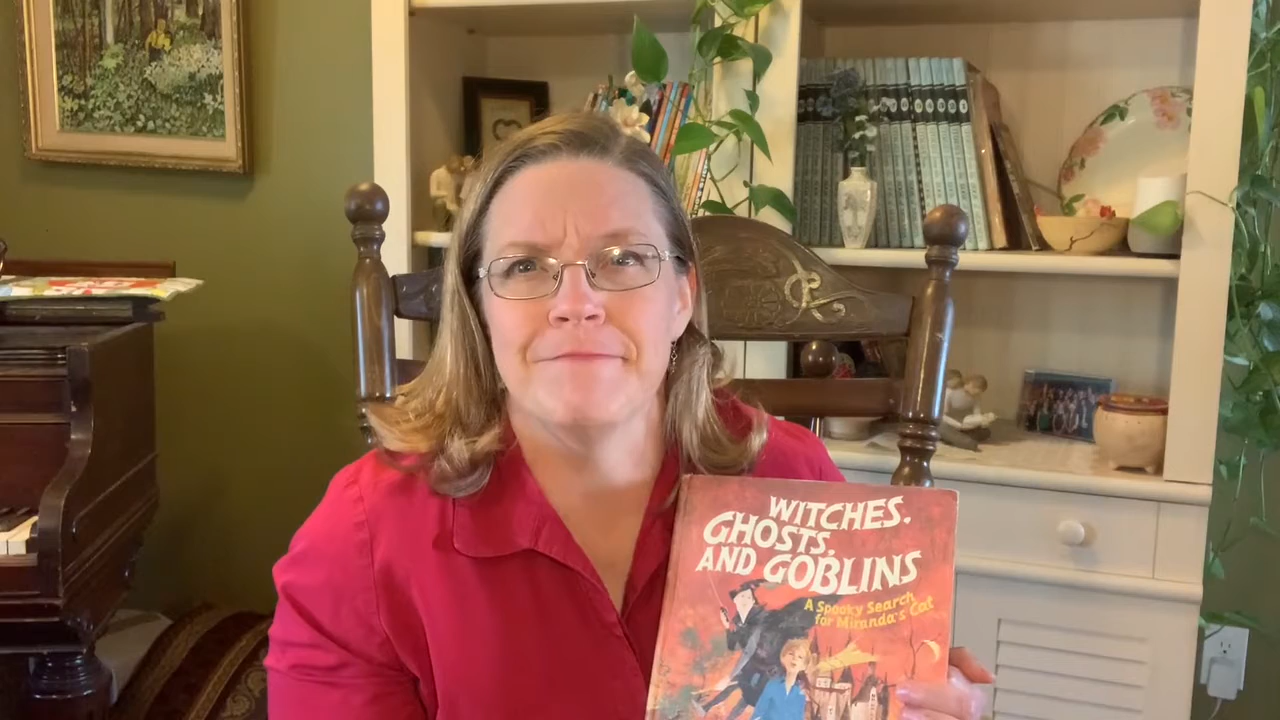 WITCHES,
GHOSTS,
AND GOBLINS
A Spooky Search
for Miranda's Cat